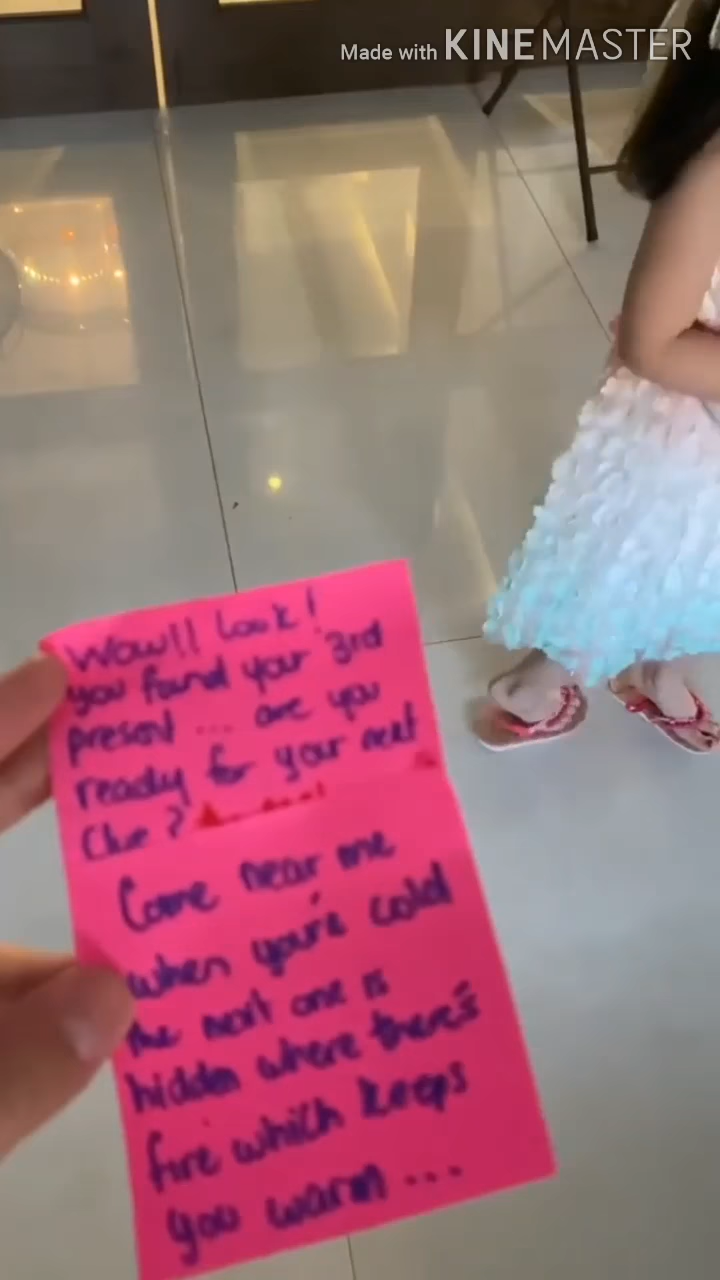 Made with KINEMASTER
Wow!! Look!
you found your 3rd
present ... are you
ready for your next
Clue?
Come near me
when you're cold
the next one is
hidden where there's
fire which keeps
you warm ...